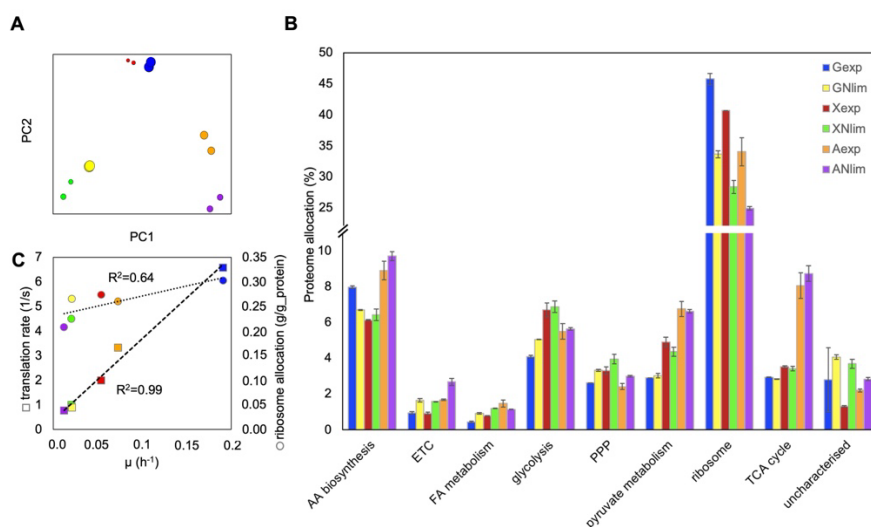 A
PC2
PC1
B
Proteome allocation (%)
50
45
40
35
30
25
10
8
6
4
2
0
Gexp
GNlim
Xexp
XNlim
Aexp
ANlim
AA biosynthesis
ETC
FA metabolism
glycolysis
PPP
pyruvate metabolism
ribosome
TCA cycle
uncharacterised
C
translation rate (1/s)
7
6
5
4
3
2
1
0
R²=0.64
R²=0.99
0.35
0.30
0.25
0.20
0.15
0.10
0.05
0.00
ribosome allocation (g/g_protein)
0
0.05
0.1
0.15
0.2
μ (h⁻¹)